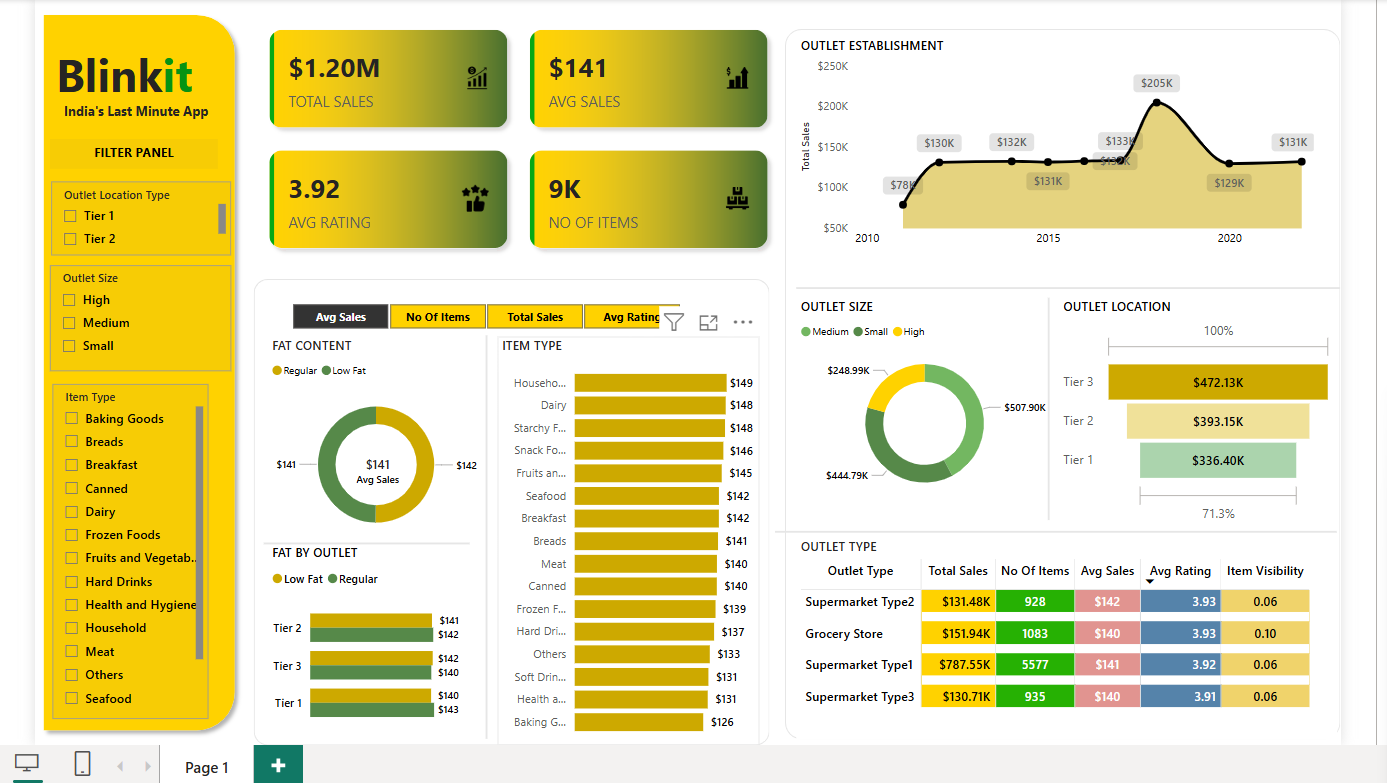 Blinkit
India's Last Minute App
FILTER PANEL
Outlet Location Type
Tier 1
Tier 2
Outlet Size
High
Medium
Small
Item Type
Baking Goods
Breads
Breakfast
Canned
Dairy
Frozen Foods
Fruits and Vegetab..
Hard Drinks
Health and Hygiene
Household
Meat
Others
Seafood
$1.20M
TOTAL SALES
$141
AVG SALES
3.92
AVG RATING
9K
NO OF ITEMS
Avg Sales No Of Items Total Sales Avg Rating
FAT CONTENT
Regular Low Fat
$141
$141
Avg Sales
$142
FAT BY OUTLET
Low Fat Regular
Tier 2 $141
$142
Tier 3 $142
$140
Tier 1 $140
$143
ITEM TYPE
Househo... $149
Dairy $148
Starchy F... $148
Snack Fo... $146
Fruits an... $145
Seafood $142
Breakfast $142
Breads $141
Meat $140
Canned $140
Frozen F... $139
Hard Dri... $137
Others $133
Soft Drin... $131
Health a... $131
Baking G... $126
OUTLET ESTABLISHMENT
Total Sales
$250K
$200K
$150K
$100K
$50K
$78K
$130K
$132K
$131K
$133K
$205K
$129K
$131K
2010 2015 2020
OUTLET SIZE
Medium Small High
$248.99K
$507.90K
$444.79K
OUTLET LOCATION
100%
Tier 3 $472.13K
Tier 2 $393.15K
Tier 1 $336.40K
71.3%
OUTLET TYPE
Outlet Type Total Sales No Of Items Avg Sales Avg Rating Item Visibility
Supermarket Type2 $131.48K 928 $142 3.93 0.06
Grocery Store $151.94K 1083 $140 3.93 0.10
Supermarket Type1 $787.55K 5577 $141 3.92 0.06
Supermarket Type3 $130.71K 935 $140 3.91 0.06
Page 1